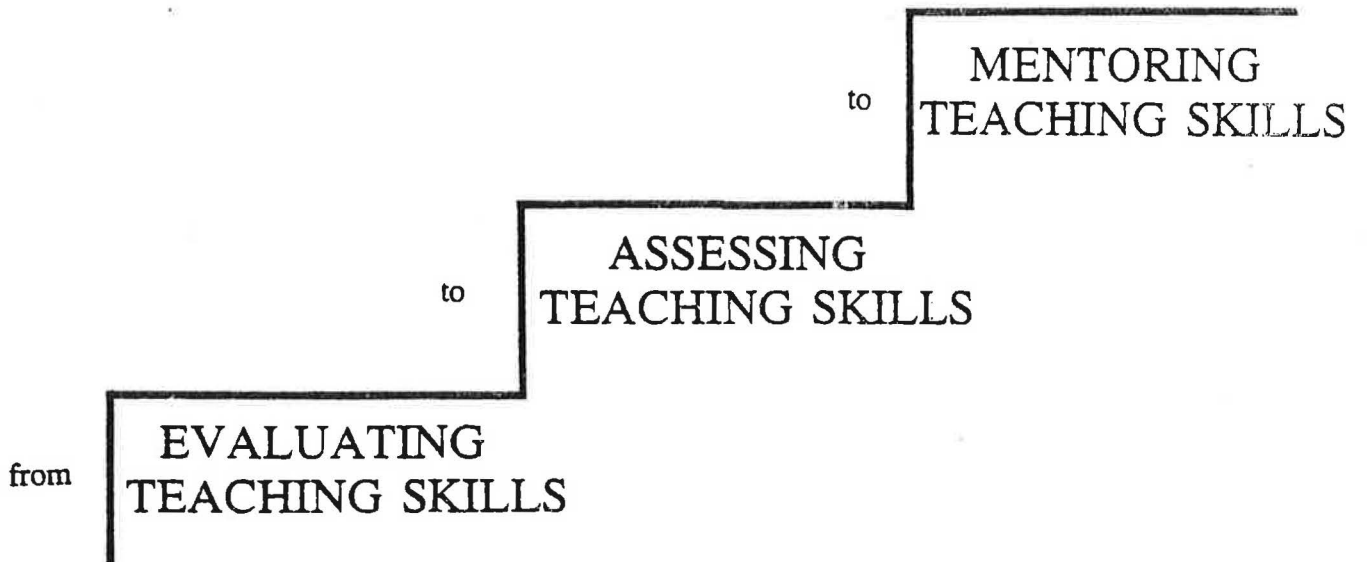 to
MENTORING
TEACHING SKILLS
to
ASSESSING
TEACHING SKILLS
from
EVALUATING
TEACHING SKILLS